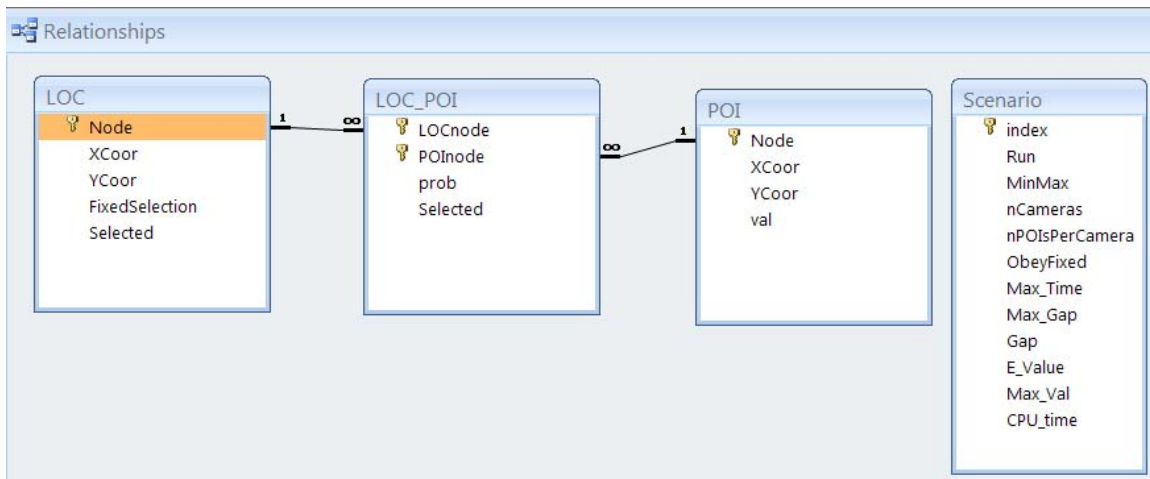 Relationships
LOC
Node
XCoor
YCoor
FixedSelection
Selected
1
∞
LOC_POI
LOCnode
POInode
prob
Selected
∞
1
POI
Node
XCoor
YCoor
val
Scenario
index
Run
MinMax
nCameras
nPOIsPerCamera
ObeyFixed
Max_Time
Max_Gap
Gap
E_Value
Max_Val
CPU_time